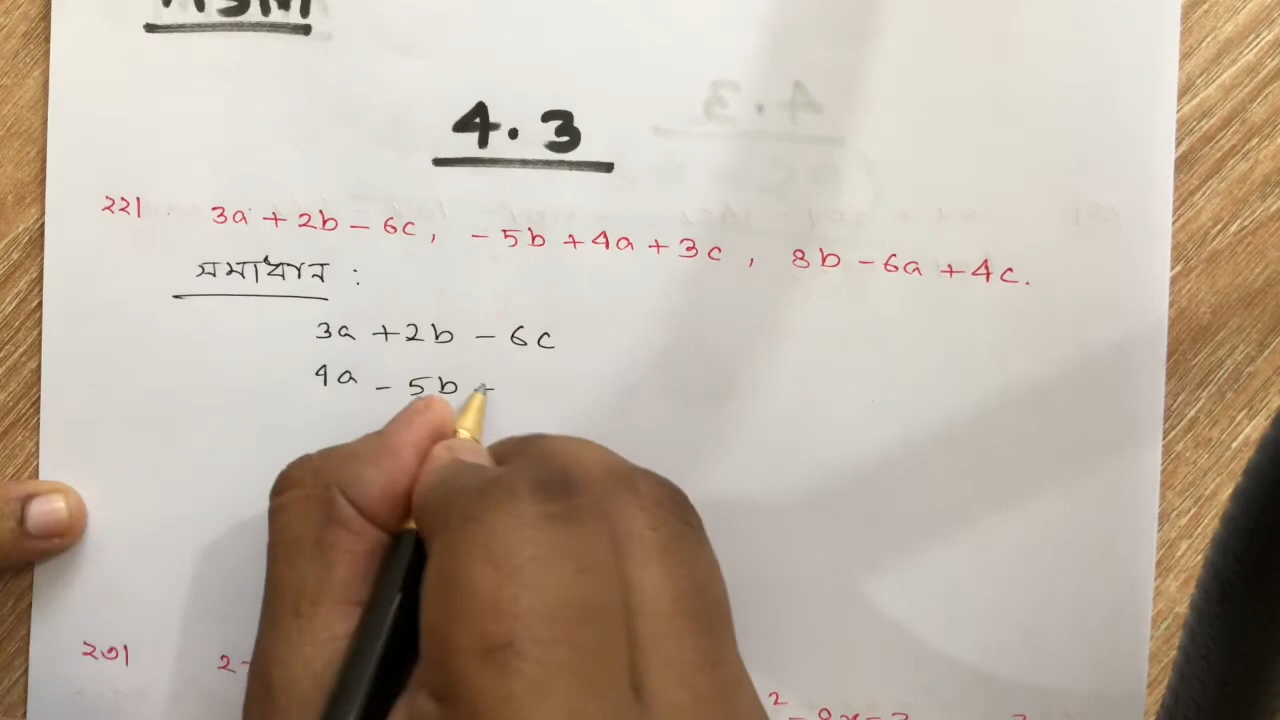 4.3
২২। 3a + 2b - 6c, - 5b + 4a + 3c, 8b - 6a + 4c.
সমাধান :
3a + 2b - 6c
4a - 5b +
২৩।